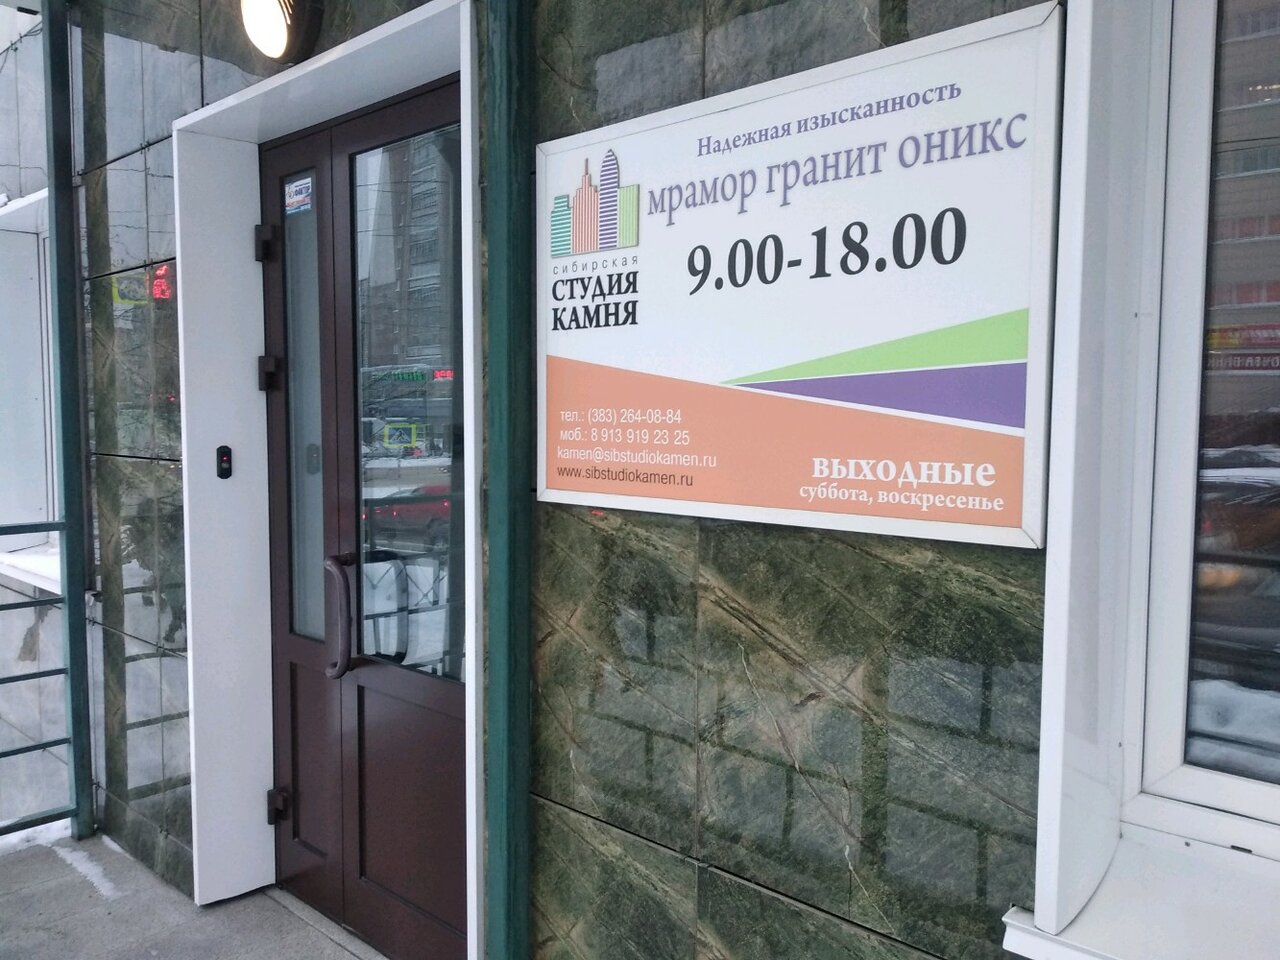 Надежная изысканность
мрамор гранит оникс
9.00-18.00
сибирская
СТУДИЯ
КАМНЯ
тел.: (383) 264-08-84
моб.: 8 913 919 23 25
kamen@sibstudiokamen.ru
www.sibstudiokamen.ru
выходные
суббота, воскресенье